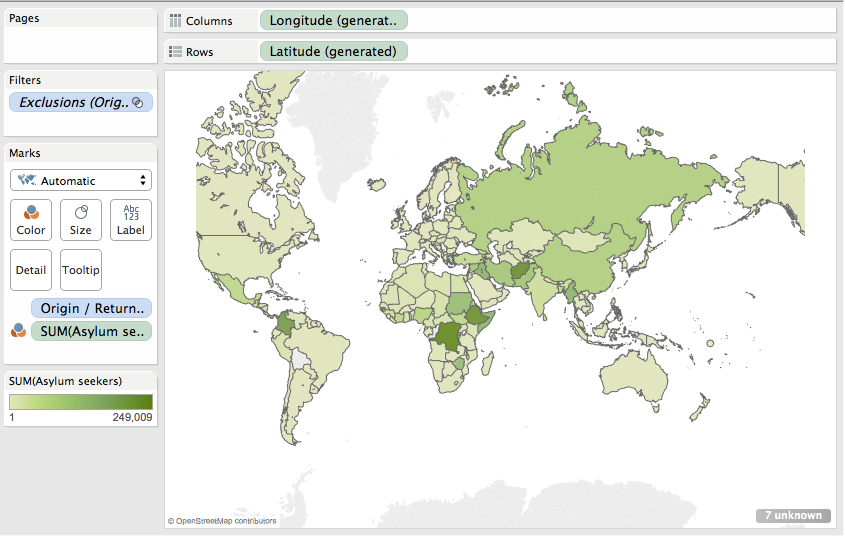 Pages
Columns
Longitude (generat..
Rows
Latitude (generated)
Filters
Exclusions (Orig..
Marks
Automatic
Color
Size
Abc
123
Label
Detail
Tooltip
Origin / Return..
SUM(Asylum se..
SUM(Asylum seekers)
1
249,009
© OpenStreetMap contributors
7 unknown